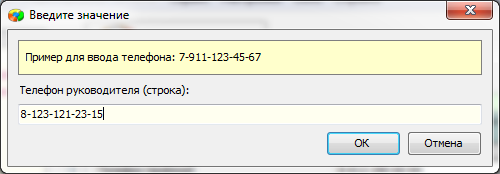 Введите значение
Пример для ввода телефона: 7-911-123-45-67
Телефон руководителя (строка):
8-123-121-23-15
OK
Отмена